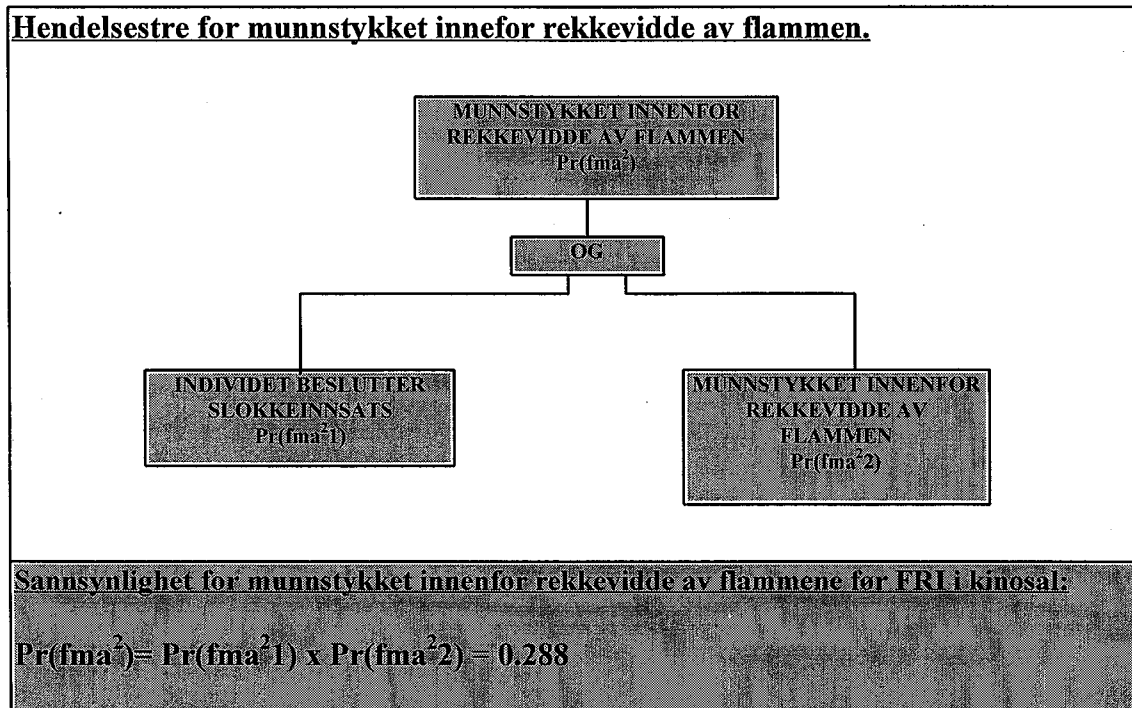 Hendelsestre for munnstykket innefor rekkevidde av flammen.
MUNNSTYKKET INNENFOR
REKKEVIDDE AV FLAMMEN
Pr(fma²)
OG
INDIVIDET BESLUTTER
SLOKKEINNSATS
Pr(fma²1)
MUNNSTYKKET INNENFOR
REKKEVIDDE AV
FLAMMEN
Pr(fma²2)
Sannsynlighet for munnstykket innenfor rekkevidde av flammene før FRI i kinosal:
Pr(fma²)= Pr(fma²1) x Pr(fma²2) = 0.288